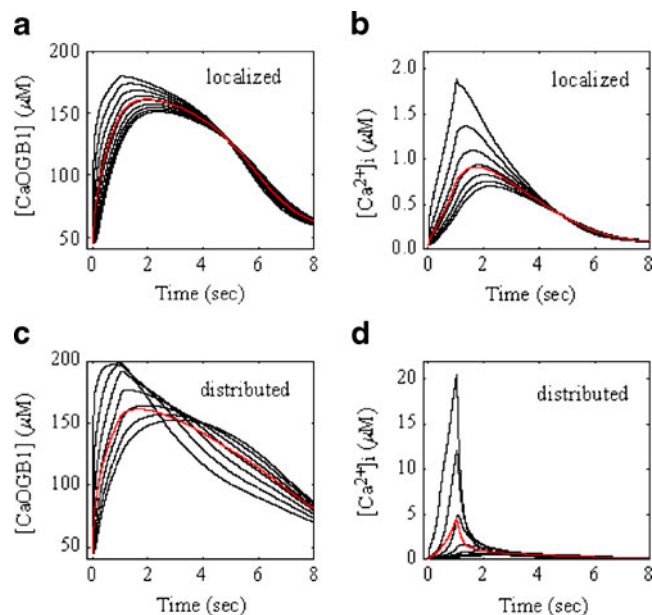 a
200
150
100
50
[CaOGB1] (μM)
localized
0 2 4 6 8
Time (sec)
b
2.0
1.5
1.0
0.5
0.0
[Ca2+]i (μM)
localized
0 2 4 6 8
Time (sec)
c
200
150
100
50
[CaOGB1] (μM)
distributed
0 2 4 6 8
Time (sec)
d
20
15
10
5
0
[Ca2+]i (μM)
distributed
0 2 4 6 8
Time (sec)